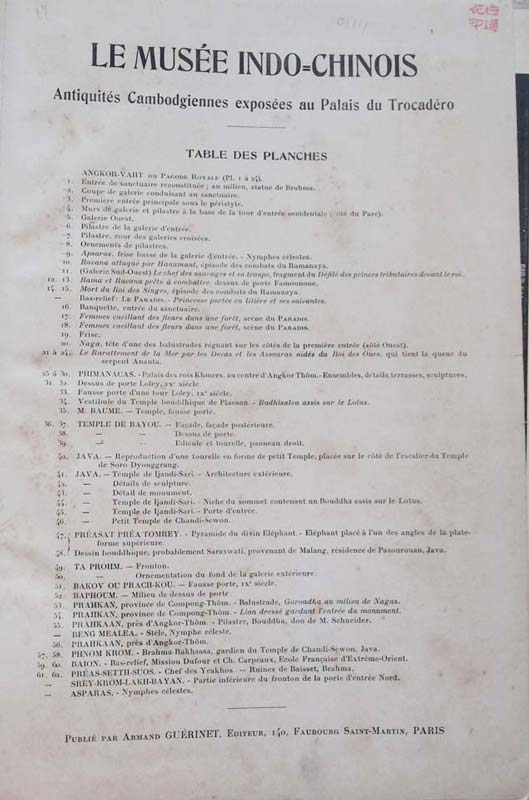 白蓮
花印
LE MUSÉE INDO=CHINOIS
Antiquités Cambodgiennes exposées au Palais du Trocadéro
TABLE DES PLANCHES
ANGKOR-VAHT ou Pagode Royale (Pl. 1 à 24).
1. Entrée de sanctuaire reconstituée ; au milieu, statue de Brahma.
2. Coupe de galerie conduisant au sanctuaire.
3. Première entrée principale sous le péristyle.
4. Murs de galerie et pilastre à la base de la tour d'entrée occidentale (côté du Parc).
5. Galerie Ouest.
6. Pilastre de la galerie d'entrée.
7. Pilastre, cour des galeries croisées.
8. Ornements de pilastres.
9. Apsaras, frise basse de la galerie d'entrée. - Nymphes célestes.
10. Ravana attaqué par Hanumant, épisode des combats du Ramanaya.
11. (Galerie Sud-Ouest) Le chef des sauvages et sa troupe, fragment du Défilé des princes tributaires devant le roi.
12. 13. Rama et Ravana prêts à combattre, dessus de porte Famounone.
14. 15. Mort du Roi des Singes, épisode des combats du Ramanaya.
— Bas-relief: Le Paradis. - Princesse portée en litière et ses suivantes.
16. Banquette, entrée du sanctuaire.
17. Femmes cueillant des fleurs dans une forêt, scène du Paradis.
18. Femmes cueillant des fleurs dans une forêt, scène du Paradis.
19. Frise.
20. Naga, tête d'une des balustrades régnant sur les côtés de la première entrée (côté Ouest).
21 à 24. Le Barattement de la Mer par les Devas et les Assouras aidés du Roi des Ours, qui tient la queue du
serpent Ananta.
25 à 30. PHIMANACAS. - Palais des rois Khmers, au centre d'Angkor Thôm.- Ensembles, détails, terrasses, sculptures.
31. 32. Dessus de porte Loley, IXe siècle.
33. Fausse porte d'une tour Loley, IXe siècle.
34. Vestibule du Temple bouddhique de Plaosan. - Bodhisalva assis sur le Lotus.
35. M. BAUME. — Temple, fausse porte.
36. 37. TEMPLE DE BAYOU. — Façade, façade postérieure.
38. — — Dessus de porte.
39. — — Edicule et tourelle, panneau droit.
40. JAVA. — Reproduction d'une tourelle en forme de petit Temple, placée sur le côté de l'escalier du Temple
de Soro Dyonggrang.
41. JAVA. — Temple de Ijandi-Sari. - Architecture extérieure.
42. — Détails de sculpture.
43. — Détail de monument.
44. — Temple de Ijandi-Sari. - Niche du sommet contenant un Bouddha assis sur le Lotus.
45. — Temple de Ijandi-Sari. - Porte d'entrée.
46. — Petit Temple de Chandi-Sewon.
47. PRÉASAT PRÉA TOMREY. - Pyramide du divin Eléphant. - Eléphant placé à l'un des angles de la plate-
forme supérieure.
48. Dessin bouddhique, probablement Saraswati, provenant de Malang, résidence de Pasourouan, Java.
49. TA PROHM. — Fronton.
50. — Ornementation du fond de la galerie extérieure.
51. BAKOV OU PRACH-KOU. — Fausse porte, IXe siècle.
52. BAPHOUM. — Milieu de dessus de porte.
53. PRAHKAN, province de Compong-Thôm. - Balustrade, Garoudha au milieu de Nagas.
54. PRAHKAN, province de Compong-Thôm. - Lion dressé gardant l'entrée du monument.
55. PRAHKAAN, près d'Angkor-Thôm. - Pilastre, Bouddha, don de M. Schneider.
— BENG MEALEA. - Stèle, Nymphe céleste.
56. PRAHKAAN, près d'Angkor-Thôm.
57. 58. PHNOM KROM. - Brahma-Rakhsasa, gardien du Temple de Chandi-Sewon, Java.
59. 60. BAION. - Bas-relief, Mission Dufour et Ch. Carpeaux, Ecole Française d'Extrême-Orient.
61. 62. PRÉAS-SETTH-SUOS. - Chef des Yeakhos. — Ruines de Baisset, Brahma.
— SREY-KROM-LAKH-BAYAN. - Partie inférieure du fronton de la porte d'entrée Nord.
— ASPARAS. - Nymphes célestes.
Publié par Armand GUÉRINET, Editeur, 140, Faubourg Saint-Martin, PARIS